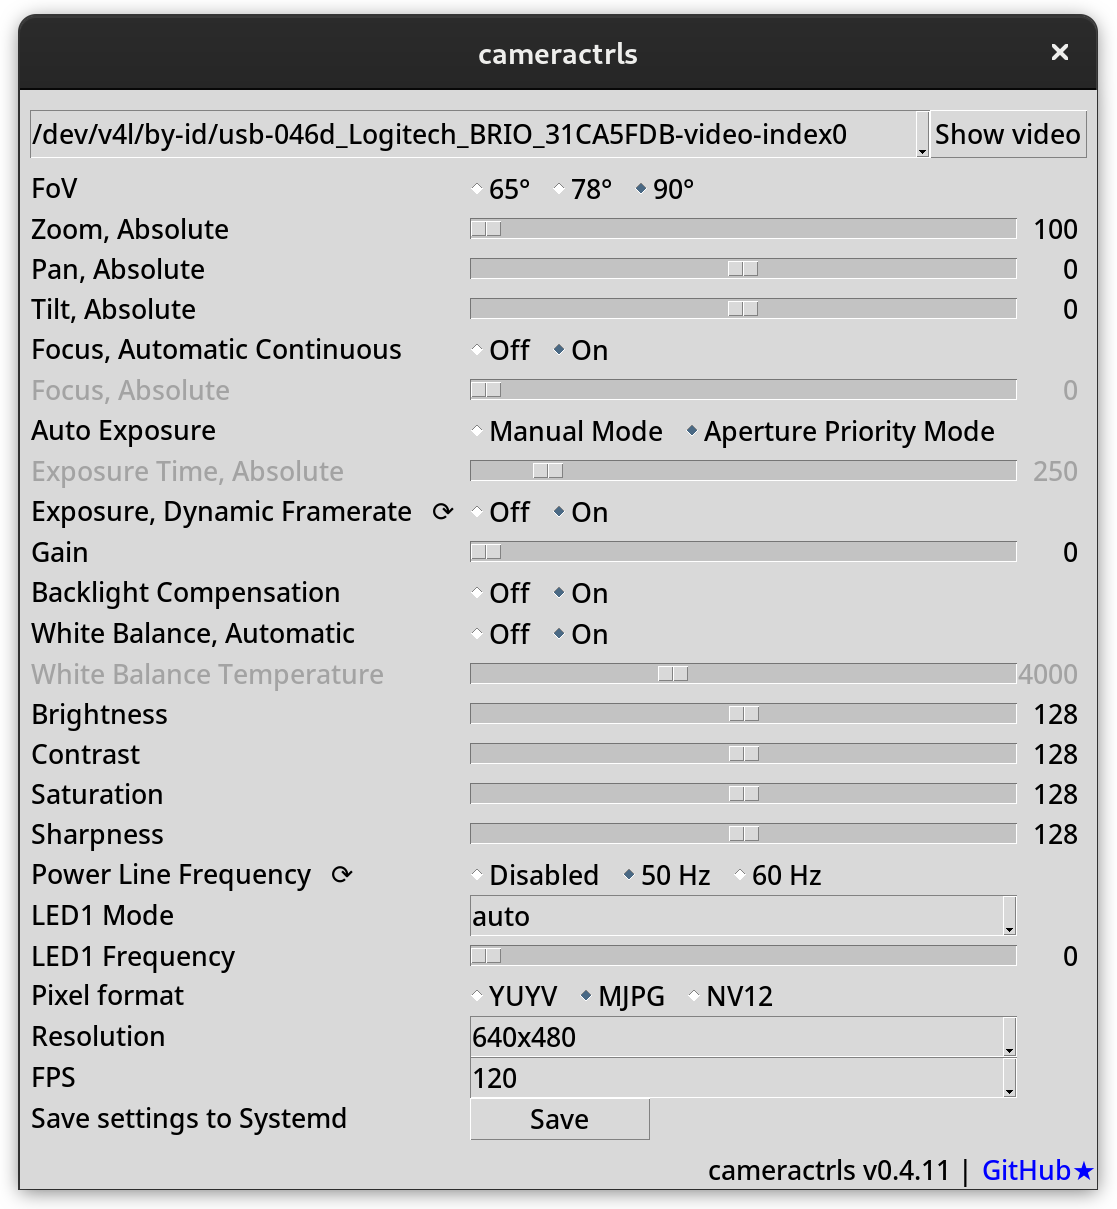 cameractrls ×
/dev/v4l/by-id/usb-046d_Logitech_BRIO_31CA5FDB-video-index0 Show video
FoV 65° 78° 90°
Zoom, Absolute 100
Pan, Absolute 0
Tilt, Absolute 0
Focus, Automatic Continuous Off On
Focus, Absolute 0
Auto Exposure Manual Mode Aperture Priority Mode
Exposure Time, Absolute 250
Exposure, Dynamic Framerate ⟳ Off On
Gain 0
Backlight Compensation Off On
White Balance, Automatic Off On
White Balance Temperature 4000
Brightness 128
Contrast 128
Saturation 128
Sharpness 128
Power Line Frequency ⟳ Disabled 50 Hz 60 Hz
LED1 Mode auto
LED1 Frequency 0
Pixel format YUYV MJPG NV12
Resolution 640x480
FPS 120
Save settings to Systemd Save
cameractrls v0.4.11 | GitHub★